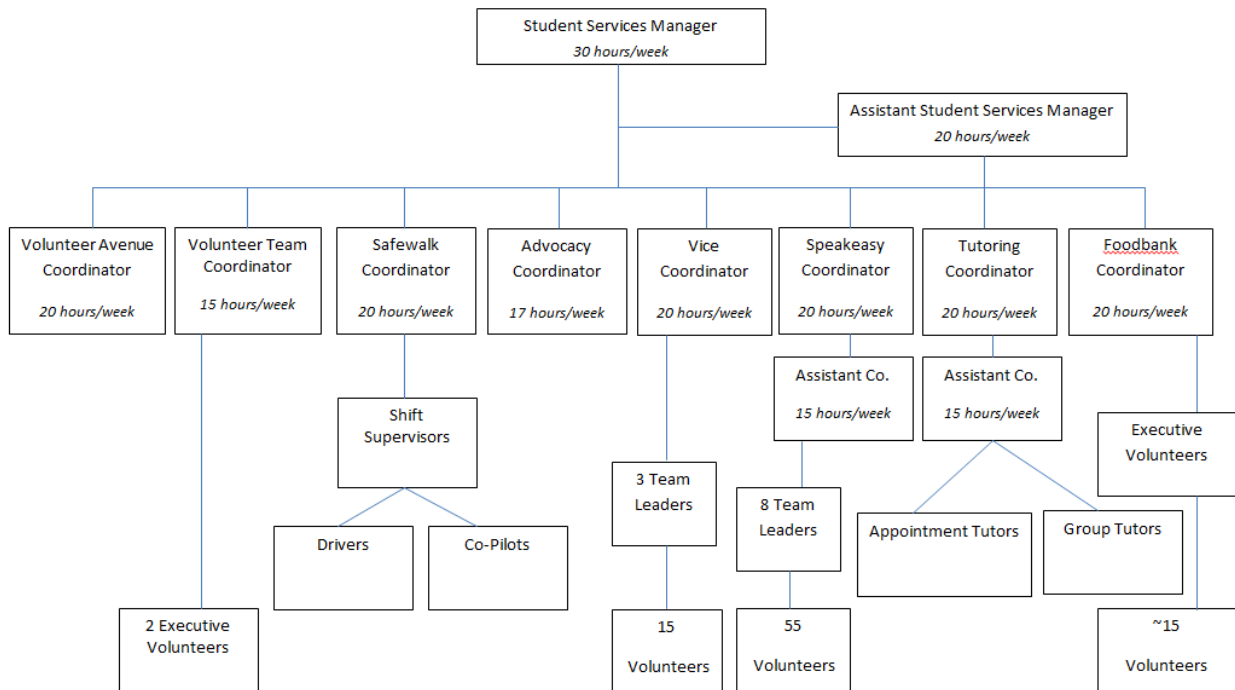 Student Services Manager
30 hours/week
Assistant Student Services Manager
20 hours/week
Volunteer Avenue
Coordinator
20 hours/week
Volunteer Team
Coordinator
15 hours/week
Safewalk
Coordinator
20 hours/week
Advocacy
Coordinator
17 hours/week
Vice
Coordinator
20 hours/week
Speakeasy
Coordinator
20 hours/week
Tutoring
Coordinator
20 hours/week
Foodbank
Coordinator
20 hours/week
Assistant Co.
15 hours/week
Assistant Co.
15 hours/week
Shift
Supervisors
Executive
Volunteers
3 Team
Leaders
8 Team
Leaders
Drivers
Co-Pilots
Appointment Tutors
Group Tutors
2 Executive
Volunteers
15
Volunteers
55
Volunteers
~15
Volunteers